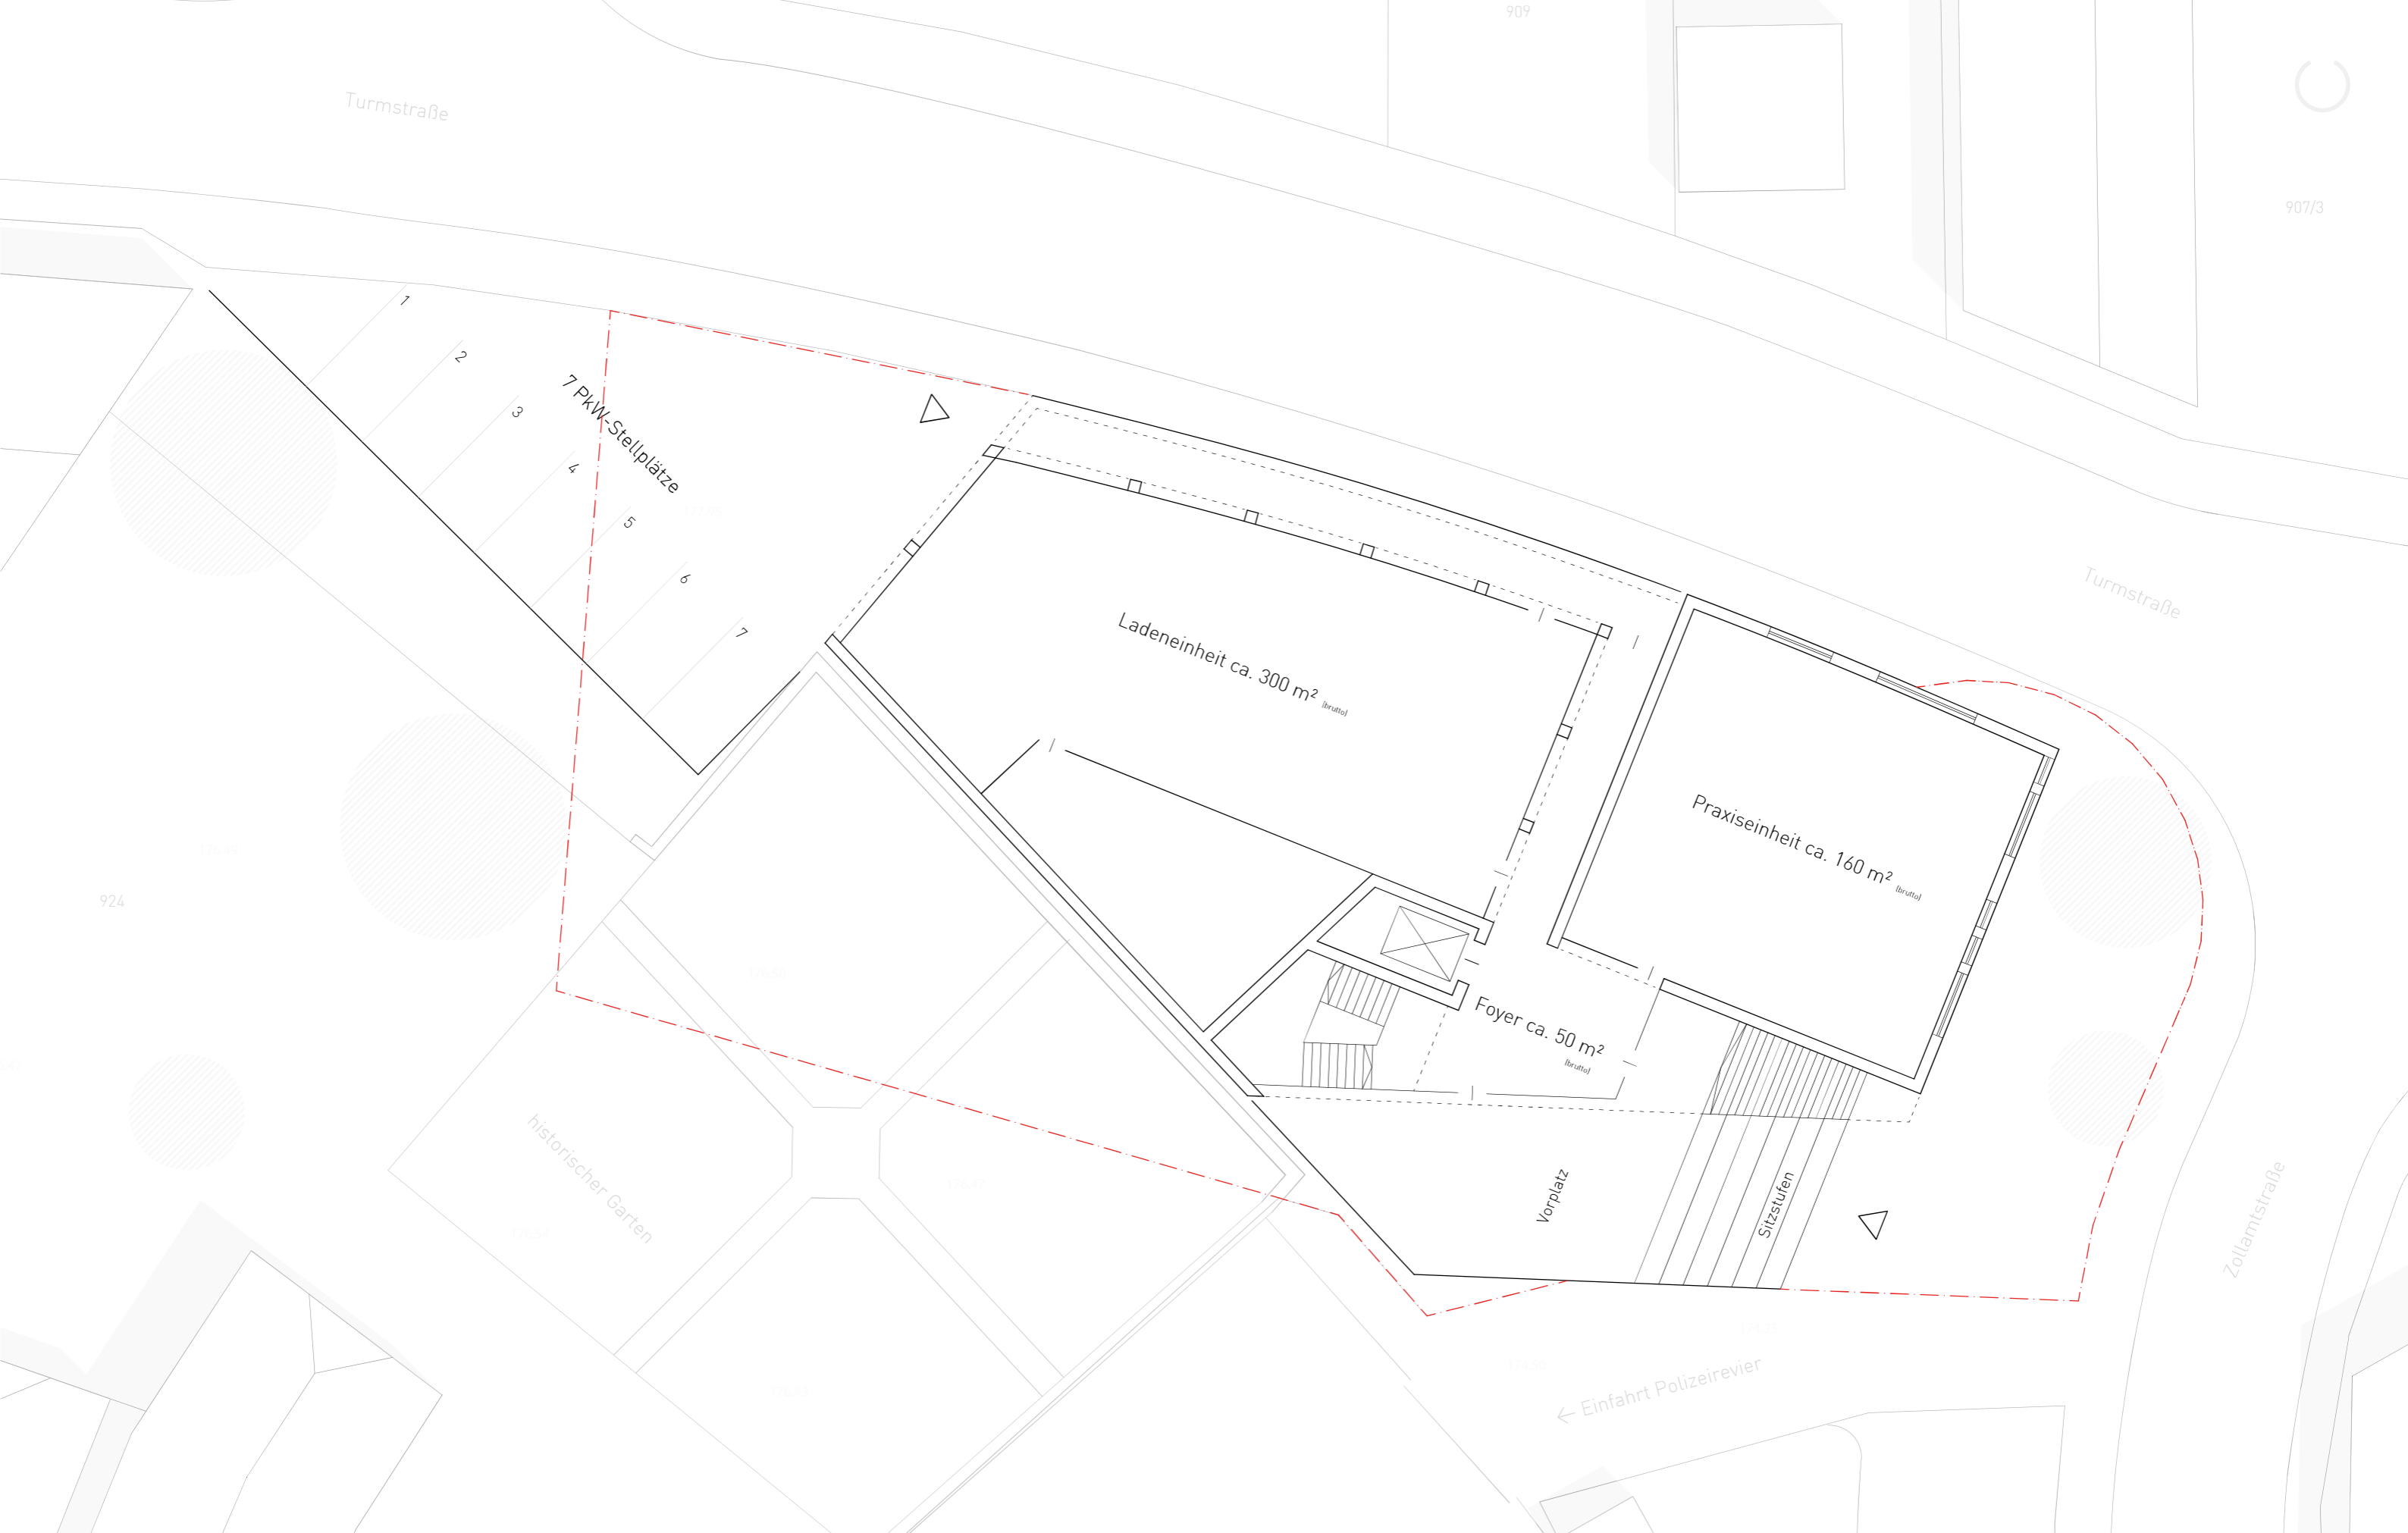 909
Turmstraße
907/3
1
2
3
4
5
6
7
7 PkW-Stellplätze
Turmstraße
Ladeneinheit ca. 300 m²
(brutto)
Praxiseinheit ca. 160 m²
(brutto)
924
Foyer ca. 50 m²
(brutto)
historischer Garten
Vorplatz
Sitzstufen
Zollamtstraße
← Einfahrt Polizeirevier